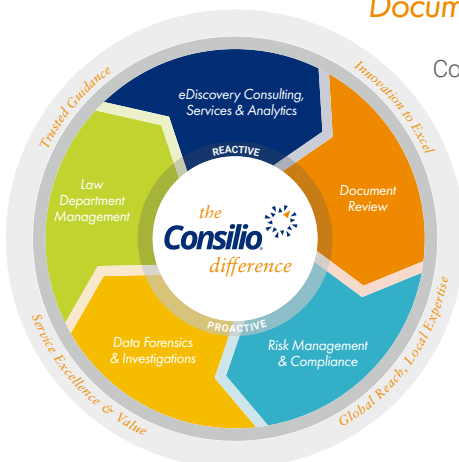 Docum
Co
Trusted Guidance
Innovation to Excel
eDiscovery Consulting,
Services & Analytics
REACTIVE
Law
Department
Management
Document
Review
the
Consilio
difference
PROACTIVE
Data Forensics
& Investigations
Risk Management
& Compliance
Service Excellence & Value
Global Reach, Local Expertise